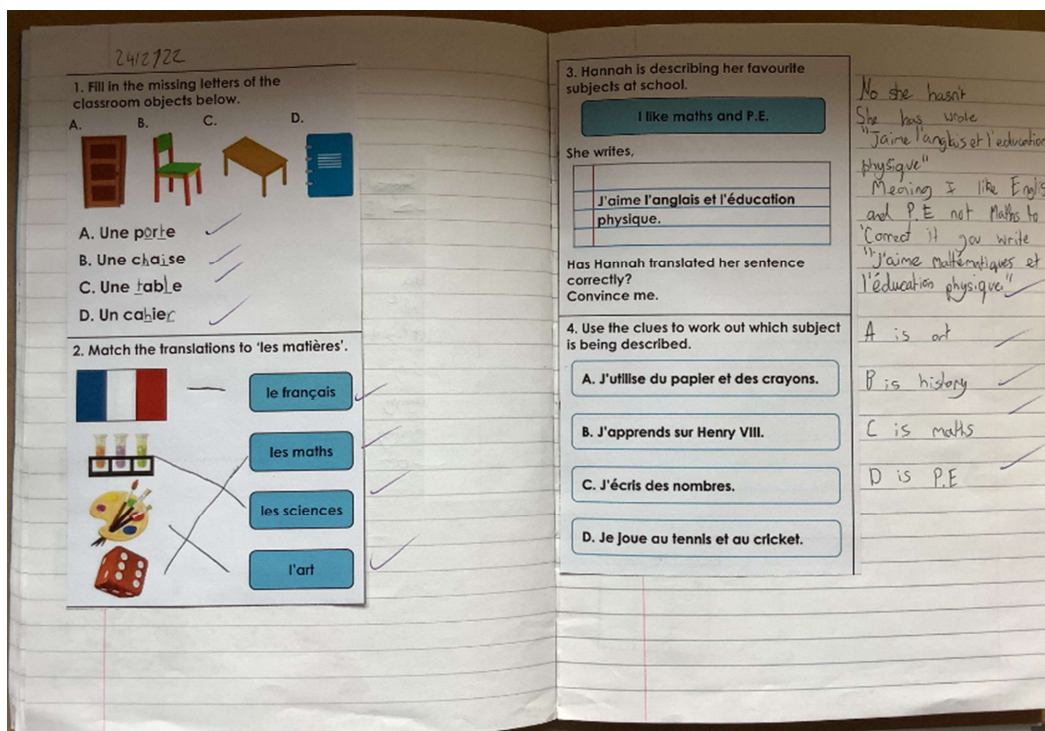 24/2/22
1. Fill in the missing letters of the
classroom objects below.
A. B. C. D.
A. Une porte
B. Une chaise
C. Une table
D. Un cahier
2. Match the translations to ‘les matières’.
le français
les maths
les sciences
l'art
3. Hannah is describing her favourite
subjects at school.
I like maths and P.E.
She writes,
J'aime l'anglais et l'éducation
physique.
Has Hannah translated her sentence
correctly?
Convince me.
4. Use the clues to work out which subject
is being described.
A. J'utilise du papier et des crayons.
B. J'apprends sur Henry VIII.
C. J'écris des nombres.
D. Je joue au tennis et au cricket.
No she hasn't
She has wrote
"J'aime l'anglais et l'education
physique"
Meaning I like Englis
and P.E not Maths to
Correct it you write
"J'aime mathématiques et
l'éducation physique"
A is art
B is history
C is maths
D is P.E